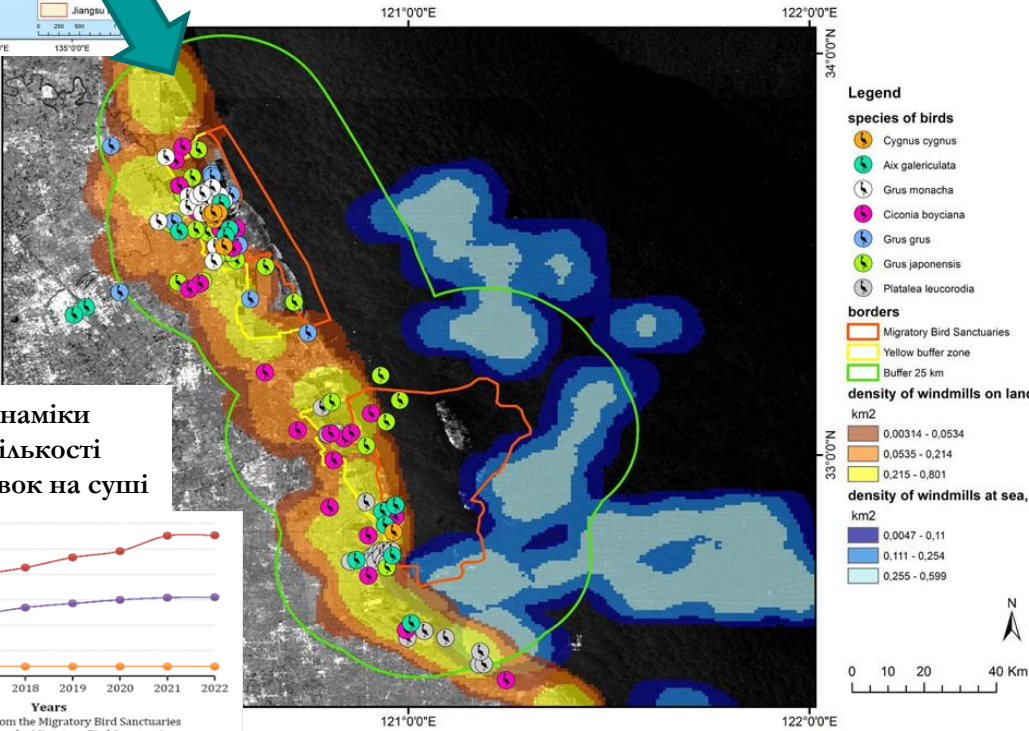 Jiangsu
0 250 500
135°0'0"E
121°0'0"E
122°0'0"E
34°0'0"N
33°0'0"N
Legend
species of birds
Cygnus cygnus
Aix galericulata
Grus monacha
Ciconia boyciana
Grus grus
Grus japonensis
Platalea leucorodia
borders
Migratory Bird Sanctuaries
Yellow buffer zone
Buffer 25 km
density of windmills on land
km2
0,00314 - 0,0534
0,0535 - 0,214
0,215 - 0,801
density of windmills at sea,
km2
0,0047 - 0,11
0,111 - 0,254
0,255 - 0,599
N
0 10 20 40 Km
наміки
лькості
вок на суші
2018 2019 2020 2021 2022
Years
om the Migratory Bird Sanctuaries
121°0'0"E
122°0'0"E